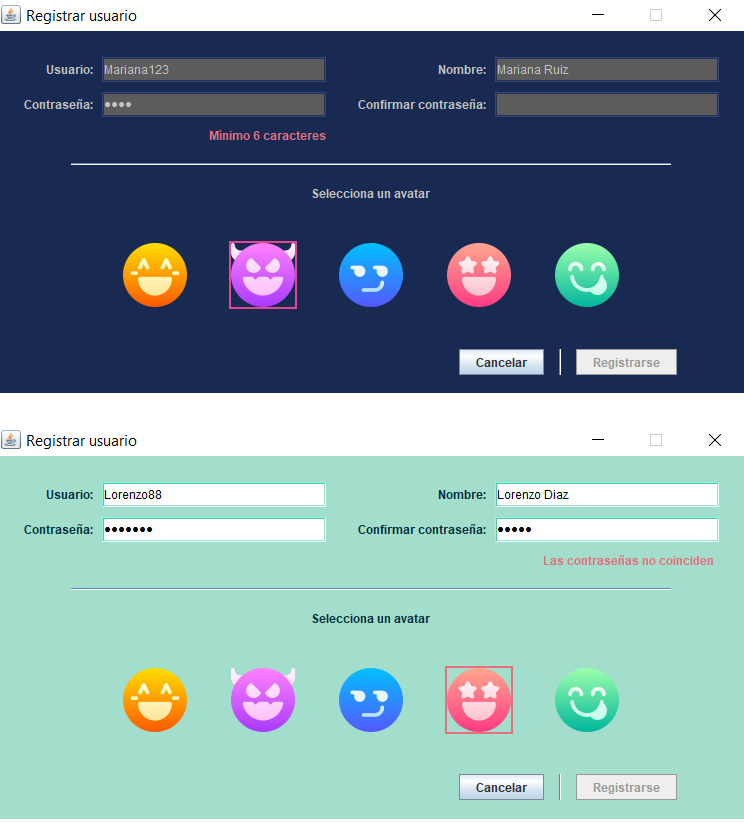 Registrar usuario
Usuario: Mariana123 Nombre: Mariana Ruiz
Contraseña: •••• Confirmar contraseña:
Mínimo 6 caracteres
Selecciona un avatar
Cancelar Registrarse
Registrar usuario
Usuario: Lorenzo88 Nombre: Lorenzo Diaz
Contraseña: ••••••• Confirmar contraseña: •••••
Las contraseñas no coinciden
Selecciona un avatar
Cancelar Registrarse